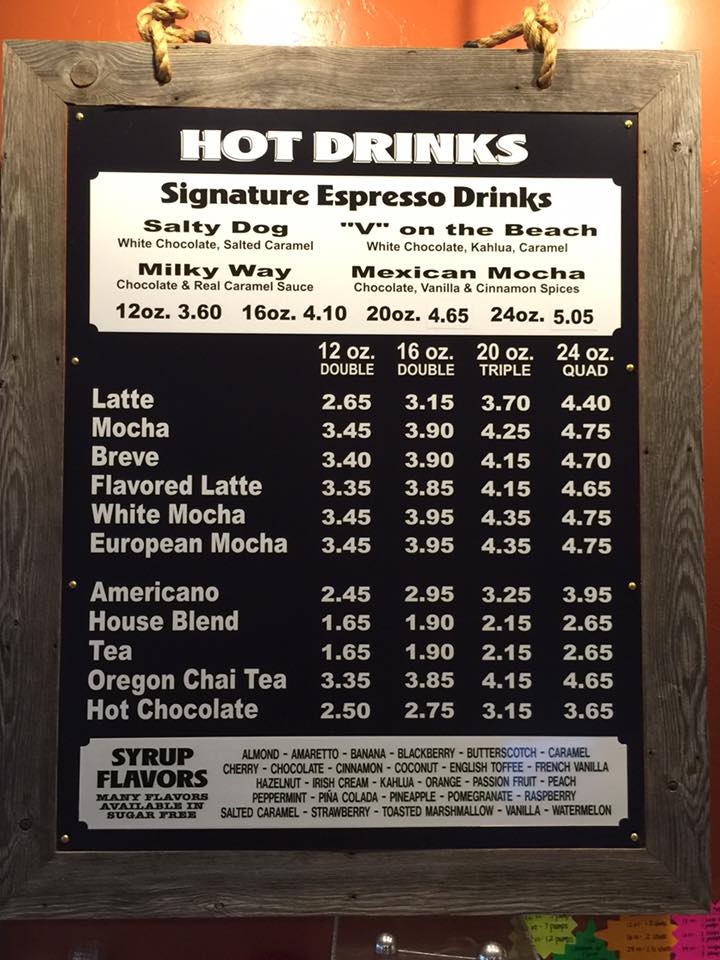 HOT DRINKS
Signature Espresso Drinks
Salty Dog "V" on the Beach
White Chocolate, Salted Caramel White Chocolate, Kahlua, Caramel
Milky Way Mexican Mocha
Chocolate & Real Caramel Sauce Chocolate, Vanilla & Cinnamon Spices
12oz. 3.60 16oz. 4.10 20oz. 4.65 24oz. 5.05
12 oz. 16 oz. 20 oz. 24 oz.
DOUBLE DOUBLE TRIPLE QUAD
Latte 2.65 3.15 3.70 4.40
Mocha 3.45 3.90 4.25 4.75
Breve 3.40 3.90 4.15 4.70
Flavored Latte 3.35 3.85 4.15 4.65
White Mocha 3.45 3.95 4.35 4.75
European Mocha 3.45 3.95 4.35 4.75
Americano 2.45 2.95 3.25 3.95
House Blend 1.65 1.90 2.15 2.65
Tea 1.65 1.90 2.15 2.65
Oregon Chai Tea 3.35 3.85 4.15 4.65
Hot Chocolate 2.50 2.75 3.15 3.65
SYRUP
FLAVORS
MANY FLAVORS
AVAILABLE IN
SUGAR FREE
ALMOND - AMARETTO - BANANA - BLACKBERRY - BUTTERSCOTCH - CARAMEL
CHERRY - CHOCOLATE - CINNAMON - COCONUT - ENGLISH TOFFEE - FRENCH VANILLA
HAZELNUT - IRISH CREAM - KAHLUA - ORANGE - PASSION FRUIT - PEACH
PEPPERMINT - PIÑA COLADA - PINEAPPLE - POMEGRANATE - RASPBERRY
SALTED CARAMEL - STRAWBERRY - TOASTED MARSHMALLOW - VANILLA - WATERMELON